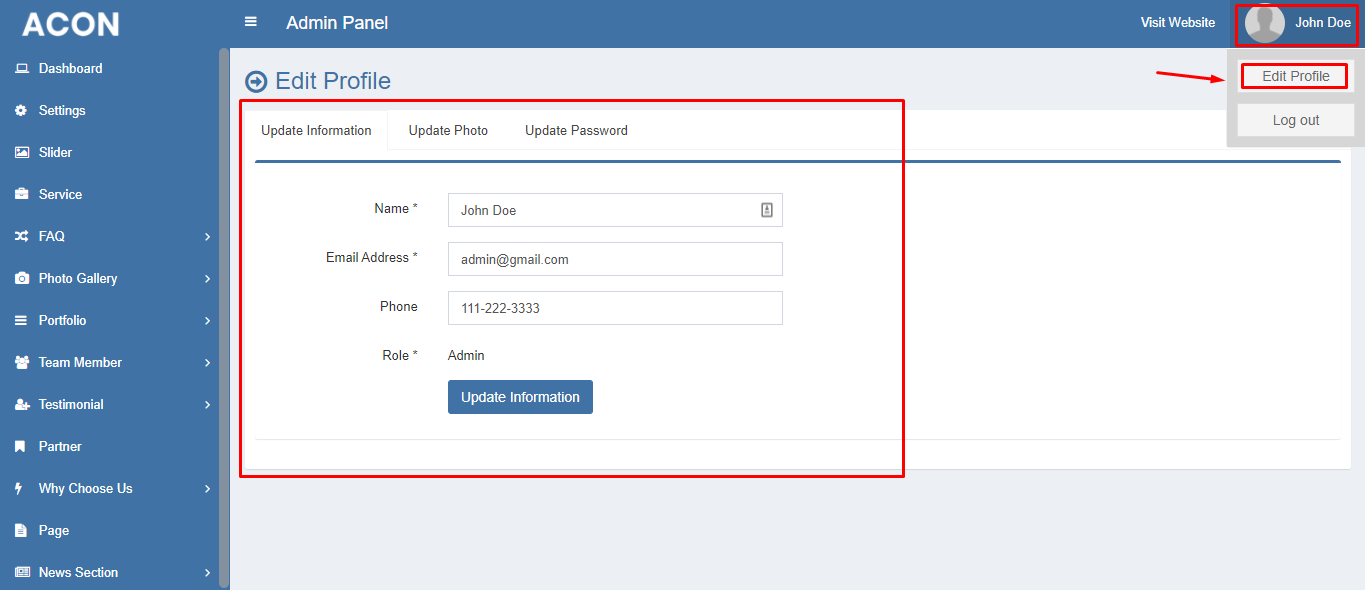 ACON
Admin Panel
Visit Website
John Doe
Edit Profile
Log out
Dashboard
Settings
Slider
Service
FAQ
Photo Gallery
Portfolio
Team Member
Testimonial
Partner
Why Choose Us
Page
News Section
Edit Profile
Update Information Update Photo Update Password
Name * John Doe
Email Address * admin@gmail.com
Phone 111-222-3333
Role * Admin
Update Information